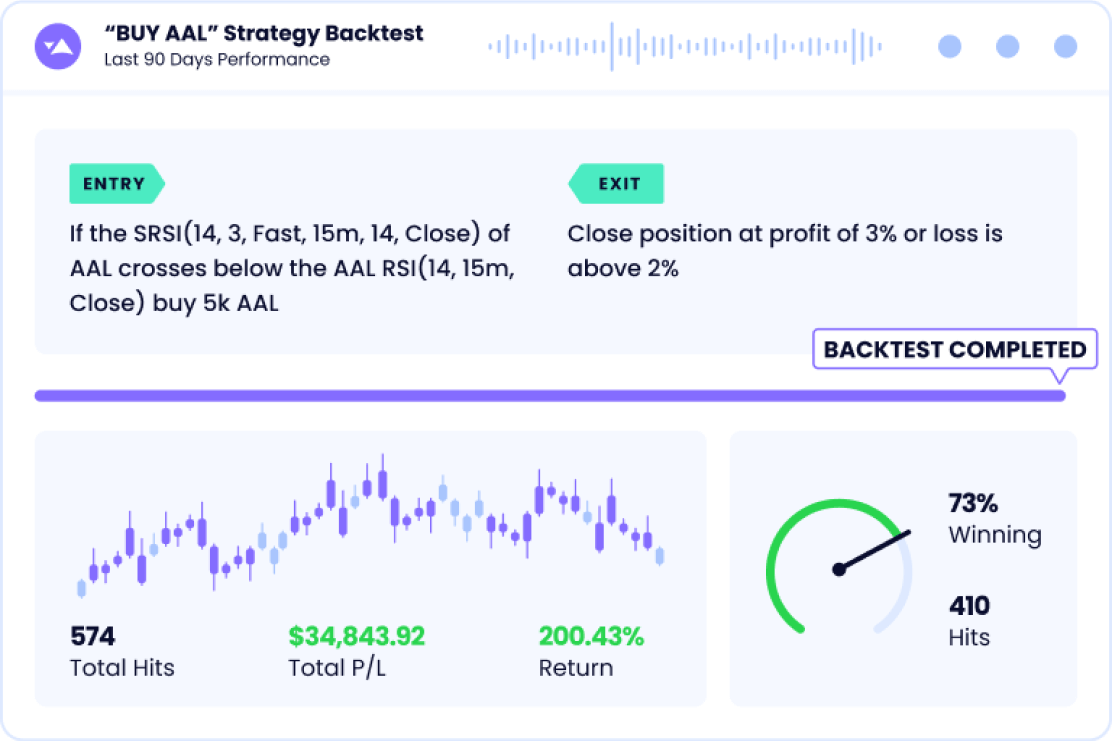 “BUY AAL” Strategy Backtest
Last 90 Days Performance
ENTRY
If the SRSI(14, 3, Fast, 15m, 14, Close) of
AAL crosses below the AAL RSI(14, 15m,
Close) buy 5k AAL
EXIT
Close position at profit of 3% or loss is
above 2%
BACKTEST COMPLETED
574
Total Hits
$34,843.92
Total P/L
200.43%
Return
73%
Winning
410
Hits